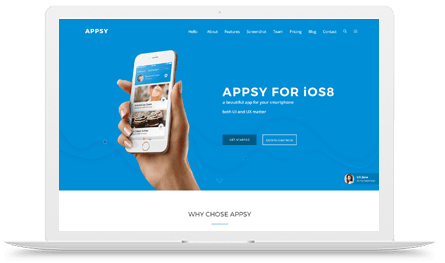 APPSY
Hello About Features Screenshot Team Pricing Blog Contact
APPSY FOR iOS8
a beautiful app for your smartphone
both UI and UX matter
GET STARTED
WHY CHOSE APPSY